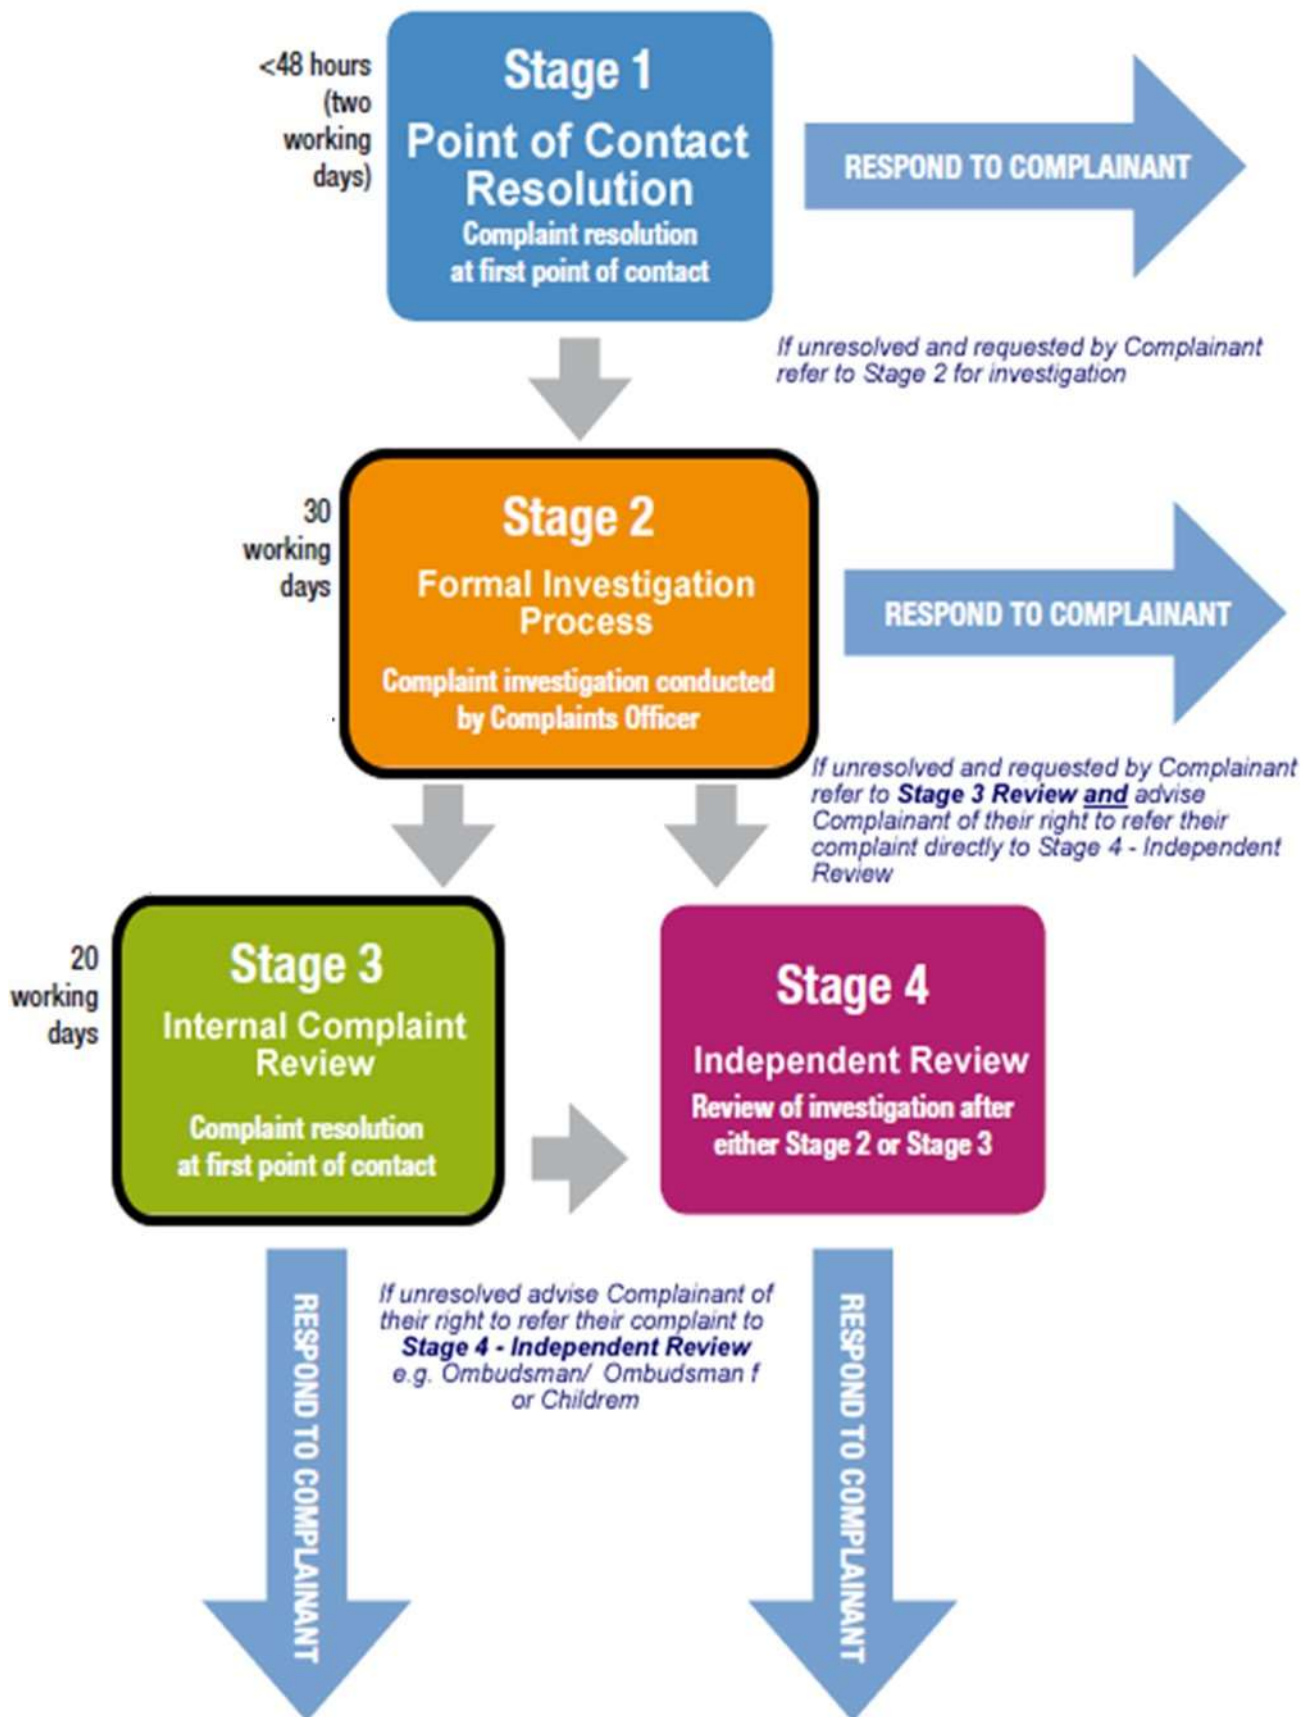 <48 hours
(two
working
days)
Stage 1
Point of Contact
Resolution
Complaint resolution
at first point of contact
RESPOND TO COMPLAINANT
If unresolved and requested by Complainant
refer to Stage 2 for investigation
30
working
days
Stage 2
Formal Investigation
Process
Complaint investigation conducted
by Complaints Officer
RESPOND TO COMPLAINANT
If unresolved and requested by Complainant
refer to Stage 3 Review and advise
Complainant of their right to refer their
complaint directly to Stage 4 - Independent
Review
20
working
days
Stage 3
Internal Complaint
Review
Complaint resolution
at first point of contact
Stage 4
Independent Review
Review of investigation after
either Stage 2 or Stage 3
If unresolved advise Complainant of
their right to refer their complaint to
Stage 4 - Independent Review
e.g. Ombudsman/ Ombudsman f
or Childrem
RESPOND TO COMPLAINANT
RESPOND TO COMPLAINANT